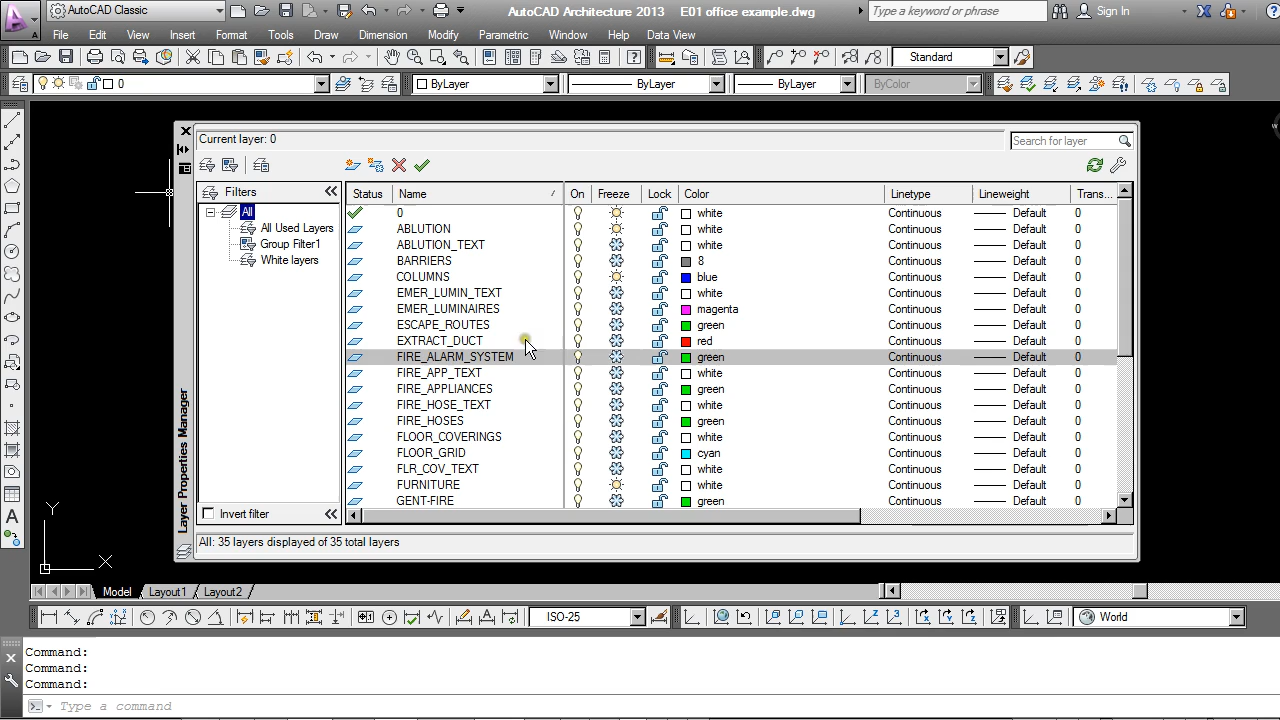 AutoCAD Classic
AutoCAD Architecture 2013 E01 office example.dwg
Type a keyword or phrase
Sign In
File Edit View Insert Format Tools Draw Dimension Modify Parametric Window Help Data View
Standard
0 ByLayer ByLayer ByLayer ByColor
Current layer: 0
Search for layer
Filters
All
All Used Layers
Group Filter1
White layers
Invert filter
Status Name On Freeze Lock Color Linetype Lineweight Trans...
0 white Continuous Default 0
ABLUTION white Continuous Default 0
ABLUTION_TEXT white Continuous Default 0
BARRIERS 8 Continuous Default 0
COLUMNS blue Continuous Default 0
EMER_LUMIN_TEXT white Continuous Default 0
EMER_LUMINAIRES magenta Continuous Default 0
ESCAPE_ROUTES green Continuous Default 0
EXTRACT_DUCT red Continuous Default 0
FIRE_ALARM_SYSTEM green Continuous Default 0
FIRE_APP_TEXT white Continuous Default 0
FIRE_APPLIANCES green Continuous Default 0
FIRE_HOSE_TEXT white Continuous Default 0
FIRE_HOSES green Continuous Default 0
FLOOR_COVERINGS white Continuous Default 0
FLOOR_GRID cyan Continuous Default 0
FLR_COV_TEXT white Continuous Default 0
FURNITURE white Continuous Default 0
GENT-FIRE green Continuous Default 0
Layer Properties Manager
All: 35 layers displayed of 35 total layers
Y
X
Model Layout1 Layout2
ISO-25
World
Command:
Command:
Command:
Type a command